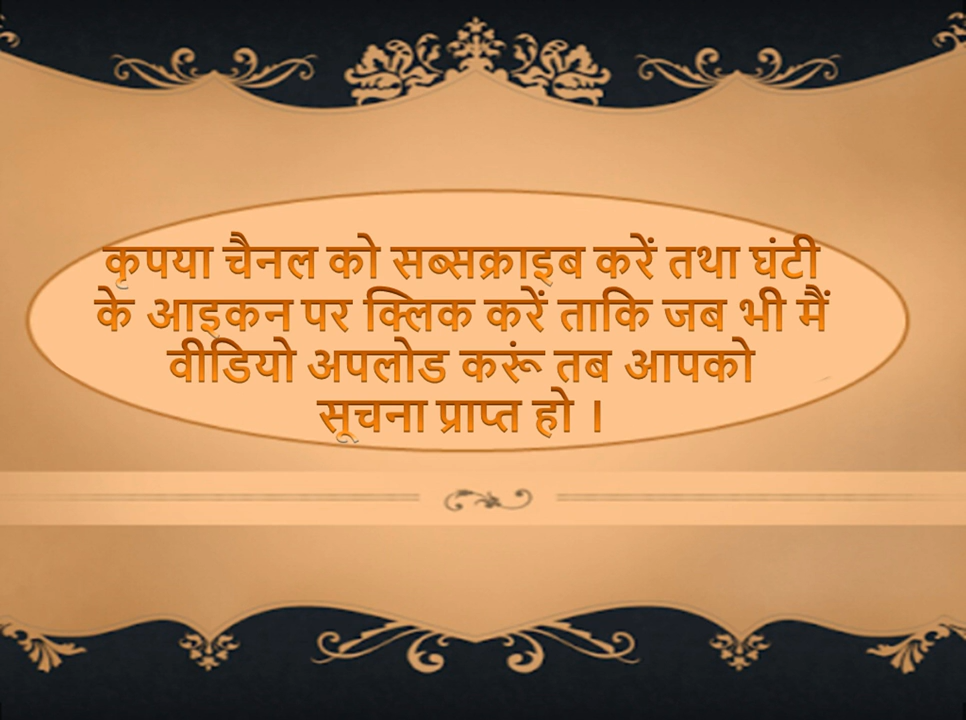 कृपया चैनल को सब्सक्राइब करें तथा घंटी
के आइकन पर क्लिक करें ताकि जब भी मैं
वीडियो अपलोड करूं तब आपको
सूचना प्राप्त हो ।